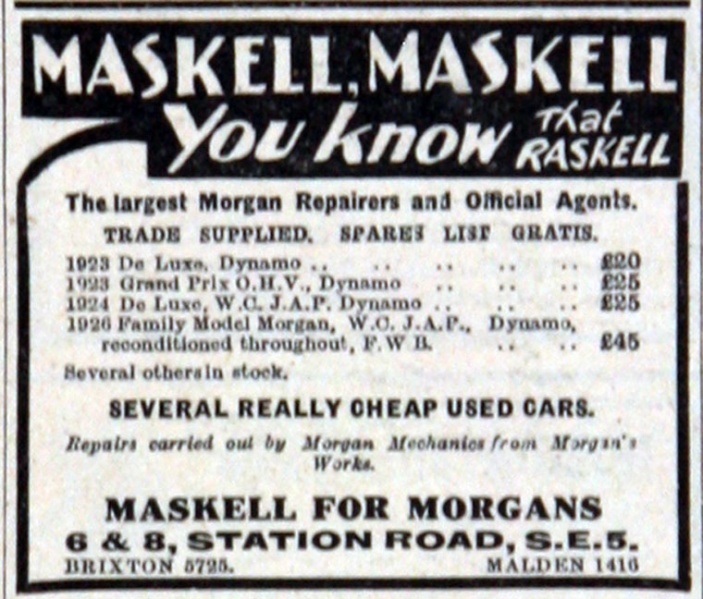 MASKELL, MASKELL
You know That
RASKELL
The largest Morgan Repairers and Official Agents.
TRADE SUPPLIED. SPARES LIST GRATIS.
1923 De Luxe, Dynamo .. .. .. .. .. £20
1923 Grand Prix O.H.V., Dynamo .. .. .. £25
1924 De Luxe, W.C. J.A.P. Dynamo .. .. .. £25
1926 Family Model Morgan, W.C. J.A.P., Dynamo,
reconditioned throughout, F.W.B. .. .. £45
Several others in stock.
SEVERAL REALLY CHEAP USED CARS.
Repairs carried out by Morgan Mechanics from Morgan's
Works.
MASKELL FOR MORGANS
6 & 8, STATION ROAD, S.E.5.
BRIXTON 5725. MALDEN 1416